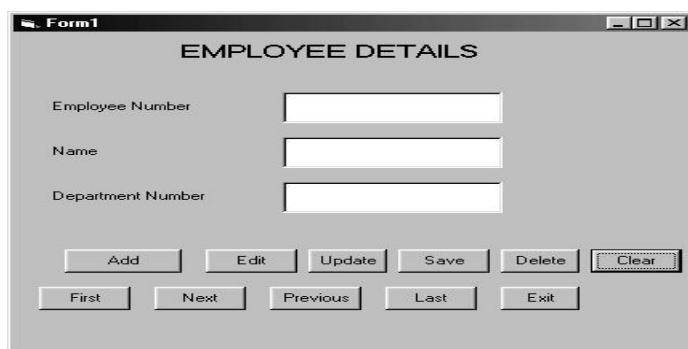 Form1
EMPLOYEE DETAILS
Employee Number
Name
Department Number
Add Edit Update Save Delete Clear
First Next Previous Last Exit